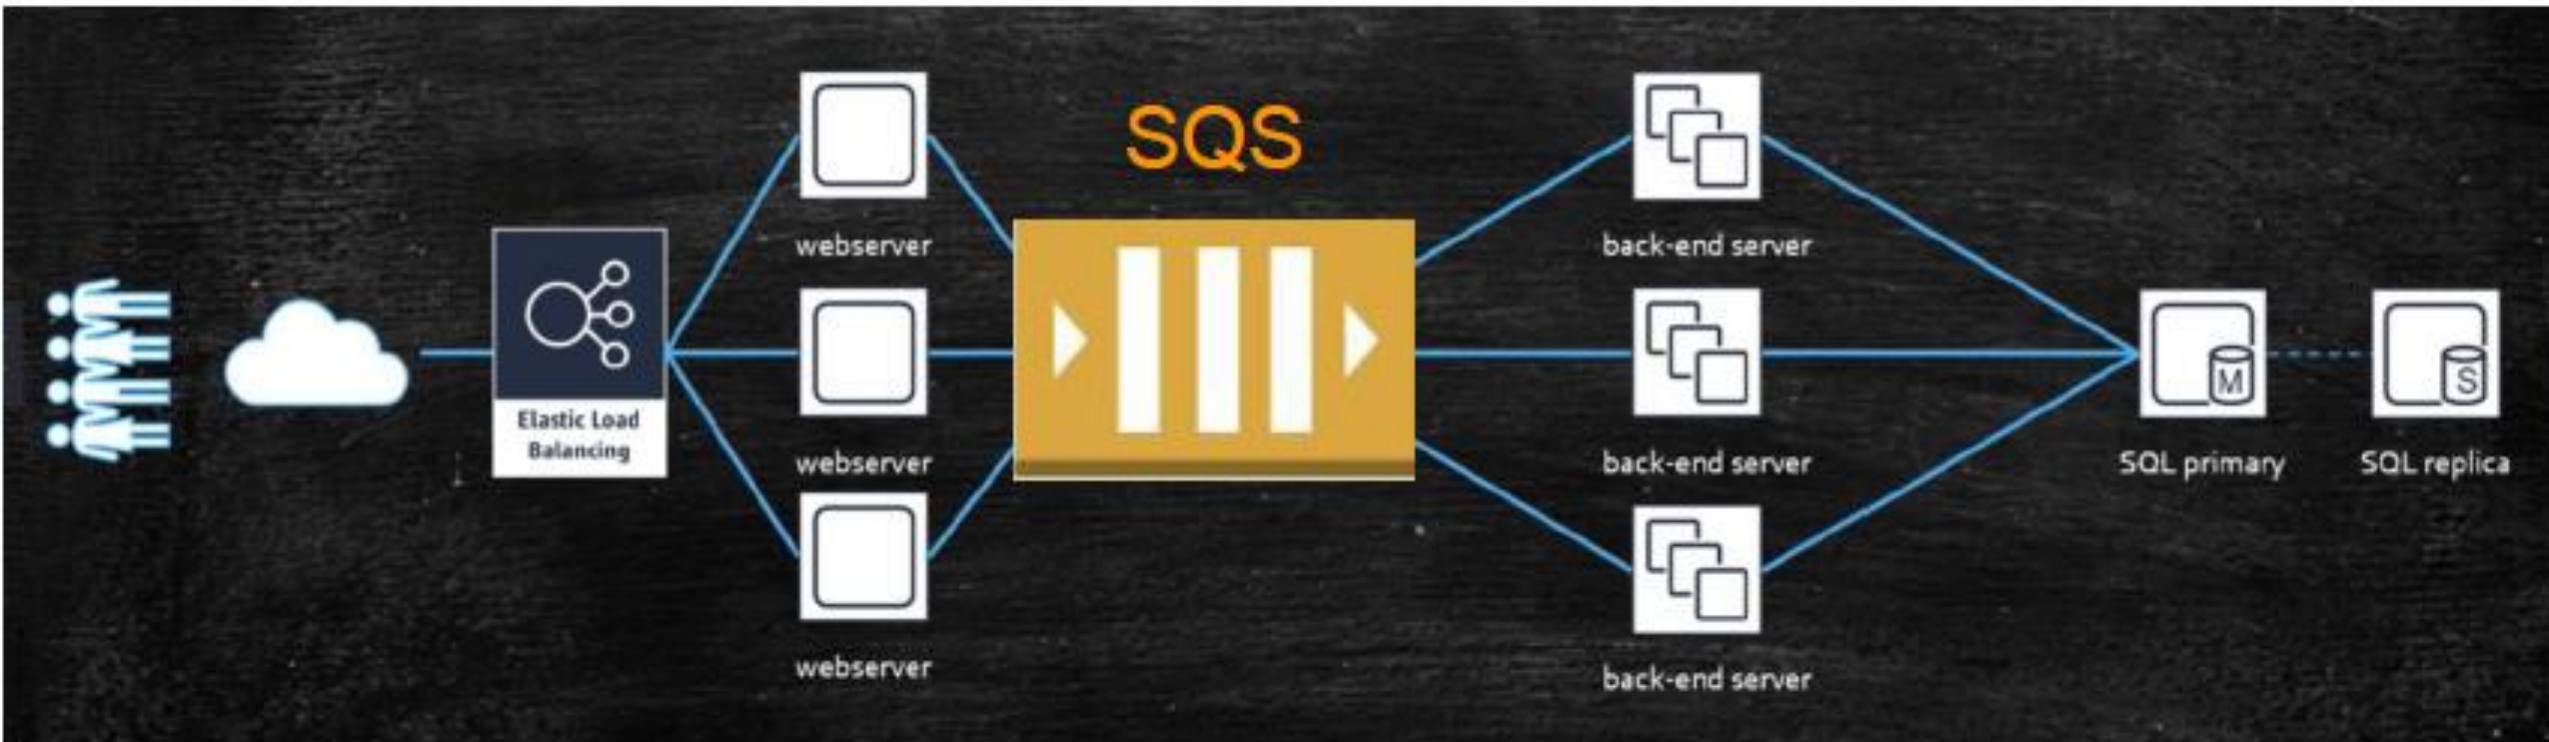 SQS
webserver
back-end server
Elastic Load
Balancing
webserver
back-end server
M
S
SQL primary
SQL replica
webserver
back-end server